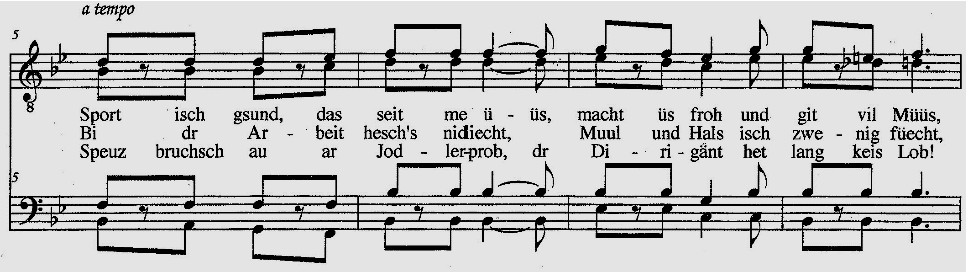 a tempo
5
8
Sport isch gsund, das seit me ü - üs, macht üs froh und git vil Müüs,
Bi dr Ar - beit hesch's nidliecht, Muul und Hals isch zwe - nig füecht,
Speuz bruchsch au ar Jod - ler-prob, dr Di - ri - gänt het lang keis Lob!
5